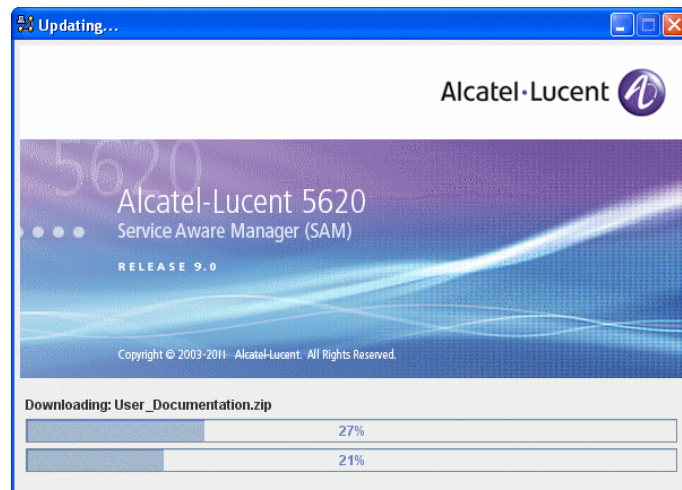 Updating...
Alcatel·Lucent
5620
Alcatel-Lucent 5620
Service Aware Manager (SAM)
RELEASE 9.0
Copyright © 2003-2011 Alcatel-Lucent. All Rights Reserved.
Downloading: User_Documentation.zip
27%
21%